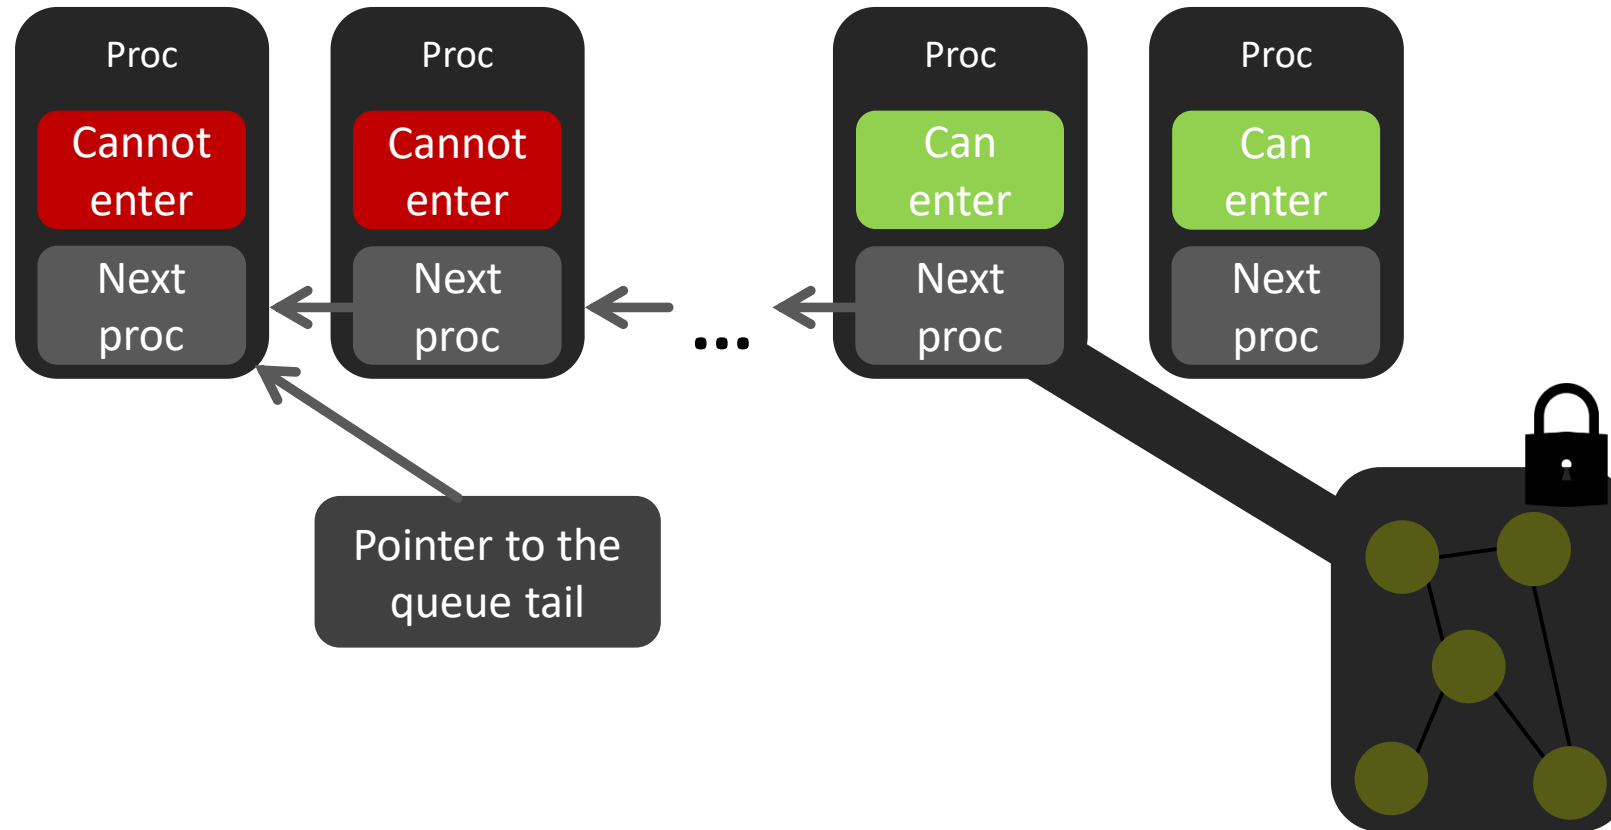 Proc
Cannot
enter
Next
proc
Proc
Cannot
enter
Next
proc
...
Proc
Can
enter
Next
proc
Proc
Can
enter
Next
proc
Pointer to the
queue tail